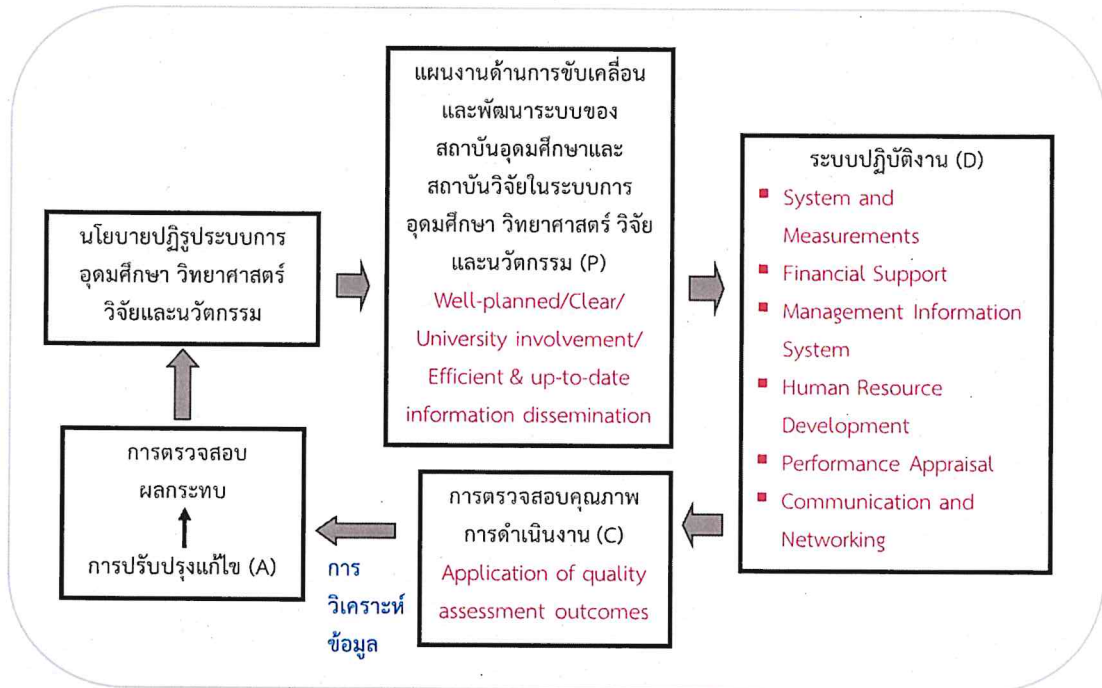 แผนงานด้านการขับเคลื่อน
และพัฒนาระบบของ
สถาบันอุดมศึกษาและ
สถาบันวิจัยในระบบการ
อุดมศึกษา วิทยาศาสตร์ วิจัย
และนวัตกรรม (P)
Well-planned/Clear/
University involvement/
Efficient & up-to-date
information dissemination
นโยบายปฏิรูประบบการ
อุดมศึกษา วิทยาศาสตร์
วิจัยและนวัตกรรม
ระบบปฏิบัติงาน (D)
▪ System and
Measurements
▪ Financial Support
▪ Management Information
System
▪ Human Resource
Development
▪ Performance Appraisal
▪ Communication and
Networking
การตรวจสอบคุณภาพ
การดำเนินงาน (C)
Application of quality
assessment outcomes
การ
วิเคราะห์
ข้อมูล
การตรวจสอบ
ผลกระทบ
การปรับปรุงแก้ไข (A)